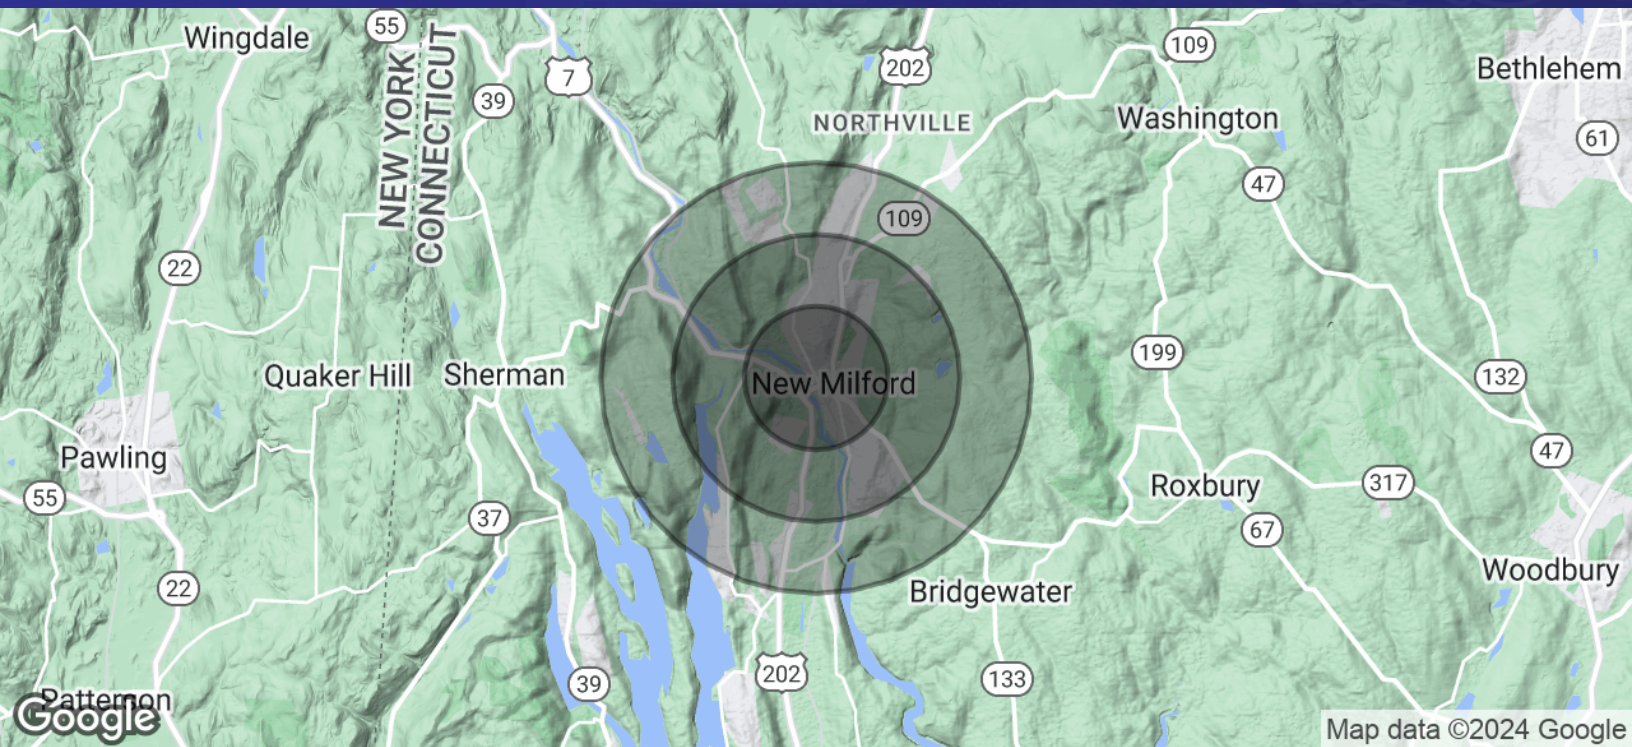 55
Wingdale
109
202
7
Bethlehem
39
NEW YORK
CONNECTICUT
NORTHVILLE
Washington
61
47
109
22
199
Quaker Hill
Sherman
New Milford
132
Pawling
47
55
Roxbury
317
37
67
22
Bridgewater
Woodbury
202
39
133
Patterson
Google
Map data ©2024 Google